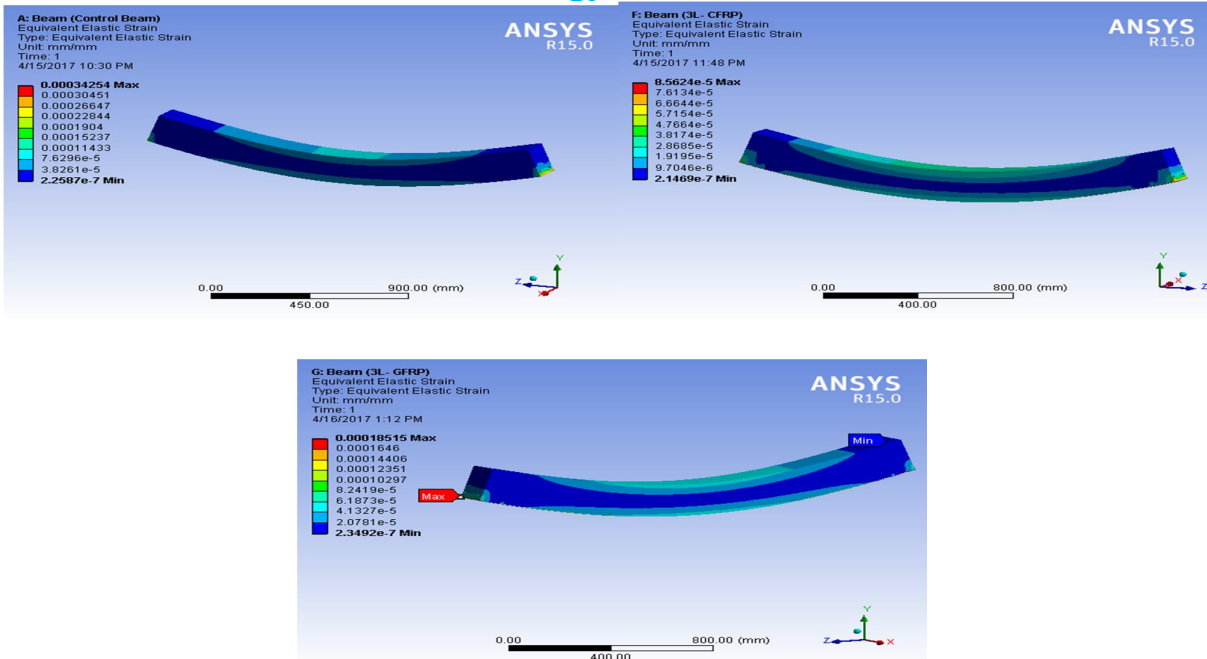 A: Beam (Control Beam)
Equivalent Elastic Strain
Type: Equivalent Elastic Strain
Unit: mm/mm
Time: 1
4/15/2017 10:30 PM
ANSYS
R15.0
0.00034254 Max
0.00030451
0.00026647
0.00022844
0.0001904
0.00015237
0.00011433
7.6296e-5
3.8261e-5
2.2587e-7 Min
0.00
900.00 (mm)
450.00
Y
Z
X
F: Beam (3L- CFRP)
Equivalent Elastic Strain
Type: Equivalent Elastic Strain
Unit: mm/mm
Time: 1
4/15/2017 11:48 PM
ANSYS
R15.0
8.5624e-5 Max
7.6134e-5
6.6644e-5
5.7154e-5
4.7664e-5
3.8174e-5
2.8685e-5
1.9195e-5
9.7046e-6
2.1469e-7 Min
0.00
800.00 (mm)
400.00
Y
X
Z
G: Beam (3L- GFRP)
Equivalent Elastic Strain
Type: Equivalent Elastic Strain
Unit: mm/mm
Time: 1
4/16/2017 1:12 PM
ANSYS
R15.0
0.00018515 Max
0.0001646
0.00014406
0.00012351
0.00010297
8.2419e-5
6.1873e-5
4.1327e-5
2.0781e-5
2.3492e-7 Min
Min
Max
0.00
800.00 (mm)
400.00
Y
Z
X